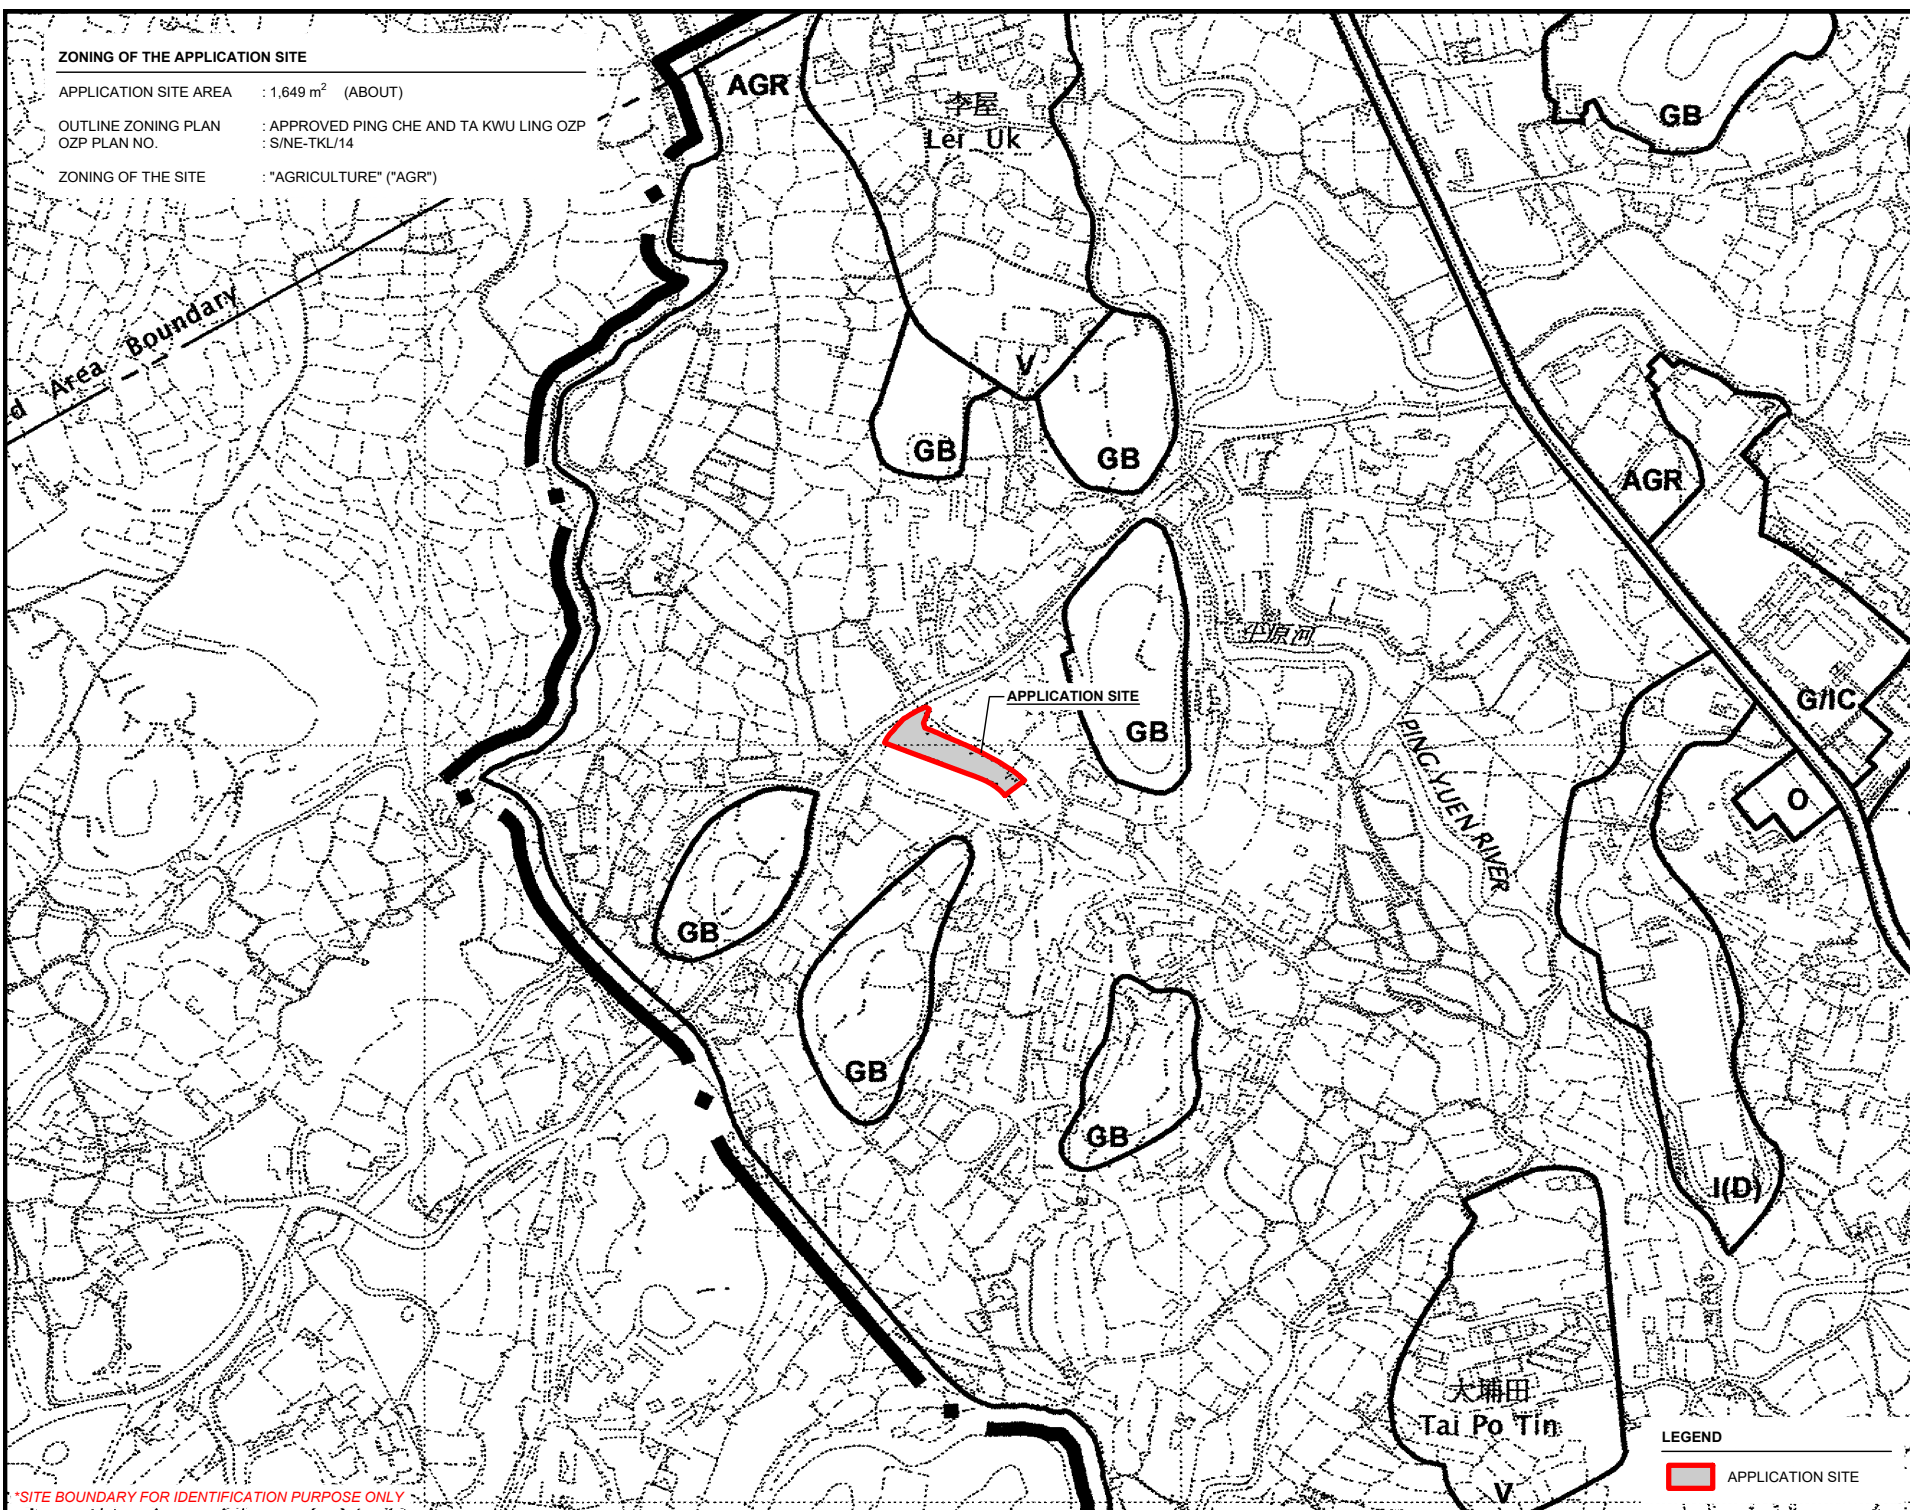 ZONING OF THE APPLICATION SITE
APPLICATION SITE AREA : 1,649 m² (ABOUT)
OUTLINE ZONING PLAN : APPROVED PING CHE AND TA KWU LING OZP
OZP PLAN NO. : S/NE-TKL/14
ZONING OF THE SITE : "AGRICULTURE" ("AGR")
AGR
李屋
Ler Uk
GB
d Area Boundary
V
GB
GB
AGR
平原河
APPLICATION SITE
G/IC
GB
PING YUEN RIVER
O
GB
GB
GB
I(D)
大埔田
Tai Po Tin
V
LEGEND
APPLICATION SITE
*SITE BOUNDARY FOR IDENTIFICATION PURPOSE ONLY